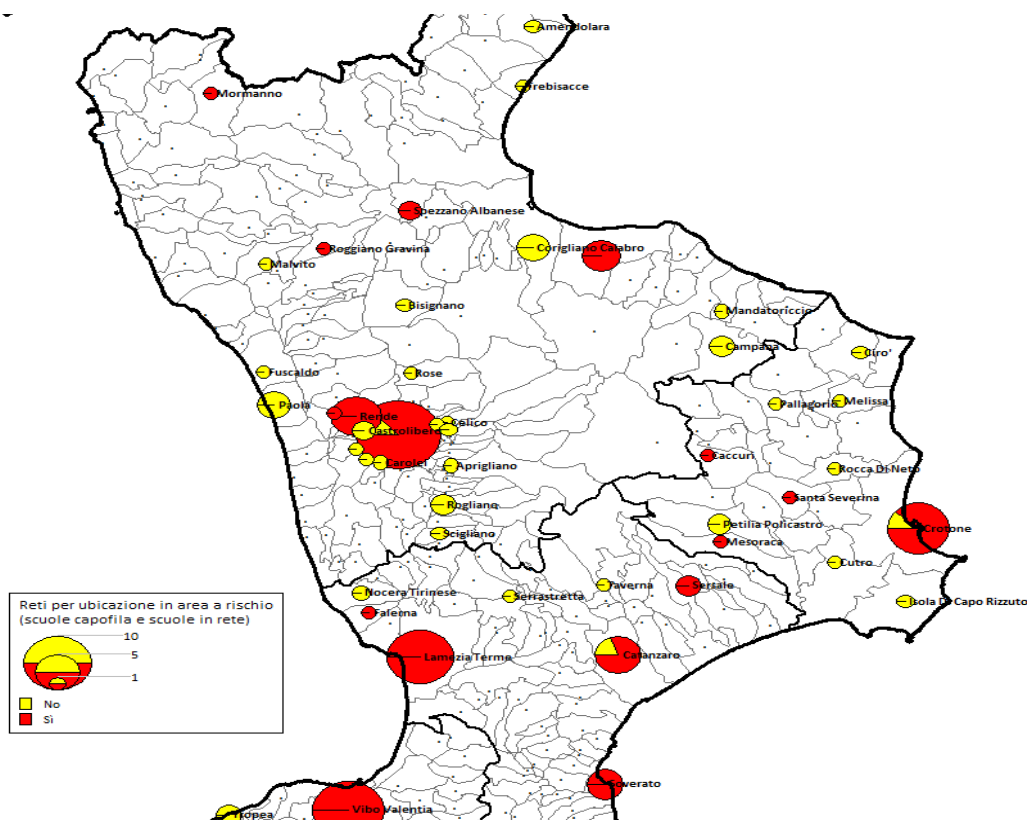 Amendolara
Trebisacce
Mormanno
Spezzano Albanese
Corigliano Calabro
Roggiano Gravina
Malvito
Bisignano
Mandatoriccio
Campana
Ciro'
Fuscaldo
Rose
Paola
Pallagorio
Melissa
Rende
Castrolibero
Celico
Carolei
Aprigliano
Caccuri
Rocca Di Neto
Santa Severina
Rogliano
Petilia Policastro
Crotone
Scigliano
Mesoraca
Cutro
Nocera Tirinese
Serrastretta
Taverna
Sersale
Isola Di Capo Rizzuto
Falerna
Lamezia Terme
Catanzaro
Soverato
Vibo Valentia
Tropea
Reti per ubicazione in area a rischio
(scuole capofila e scuole in rete)
10
5
1
No
Sì